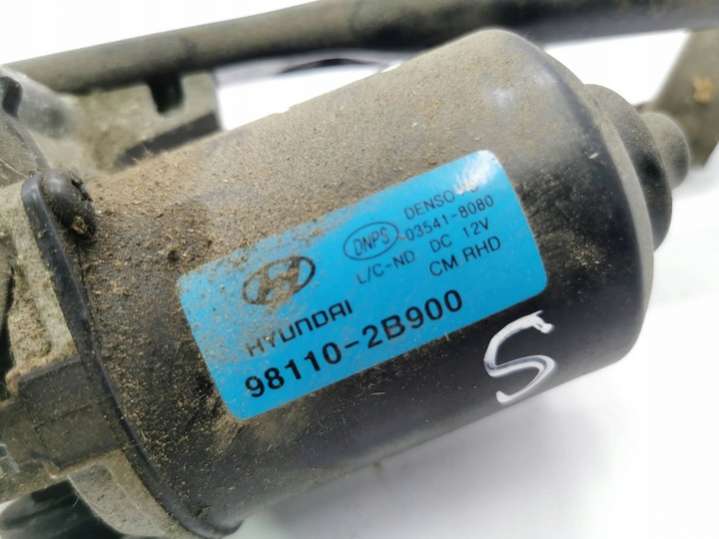 DENSO
DNPS 03541-8080
L/C-ND DC 12V
CM RHD
HYUNDAI
98110-2B900
S